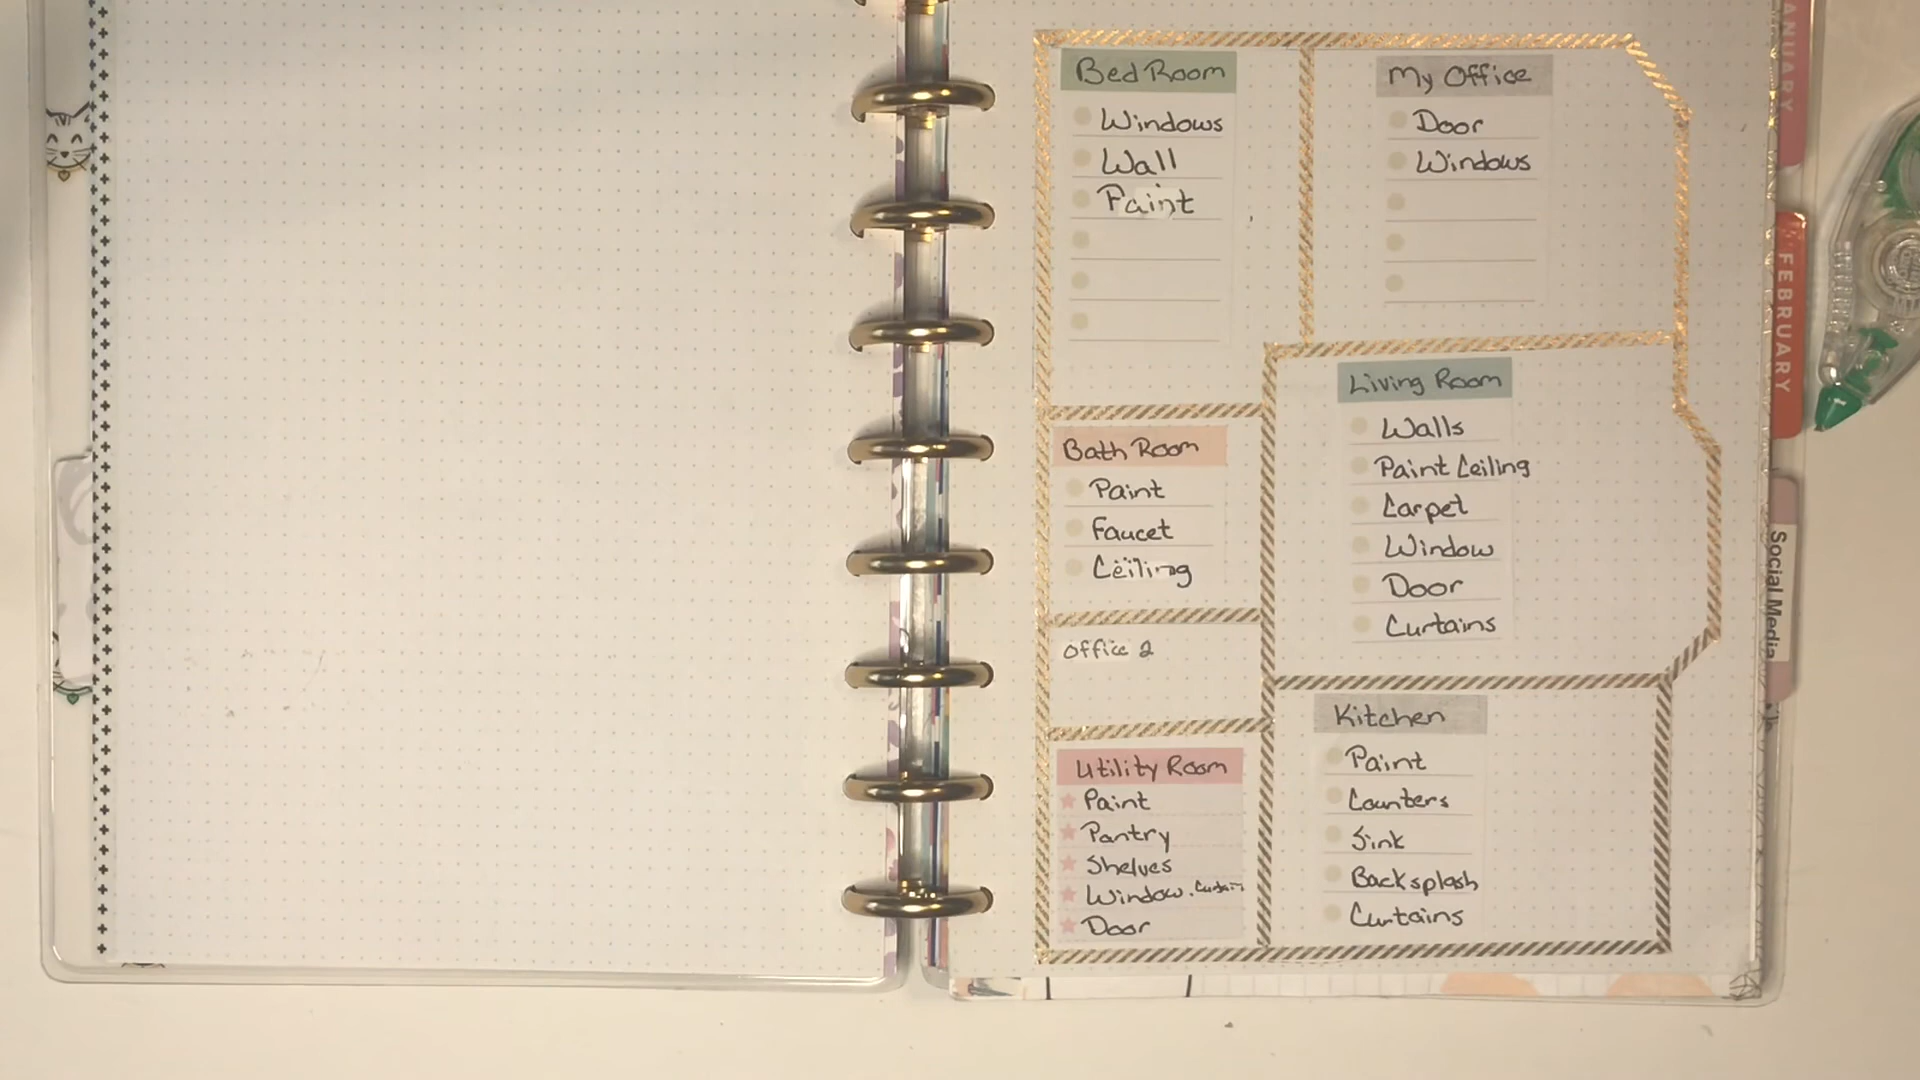 Bed Room
Windows
Wall
Paint
My Office
Door
Windows
Living Room
Walls
Paint Ceiling
Carpet
Window
Door
Curtains
Bath Room
Paint
Faucet
Ceiling
Office 2
Utility Room
Paint
Pantry
Shelves
Window. Curtain
Door
Kitchen
Paint
Counters
Sink
Backsplash
Curtains
ANUARY
FEBRUARY
Social Media